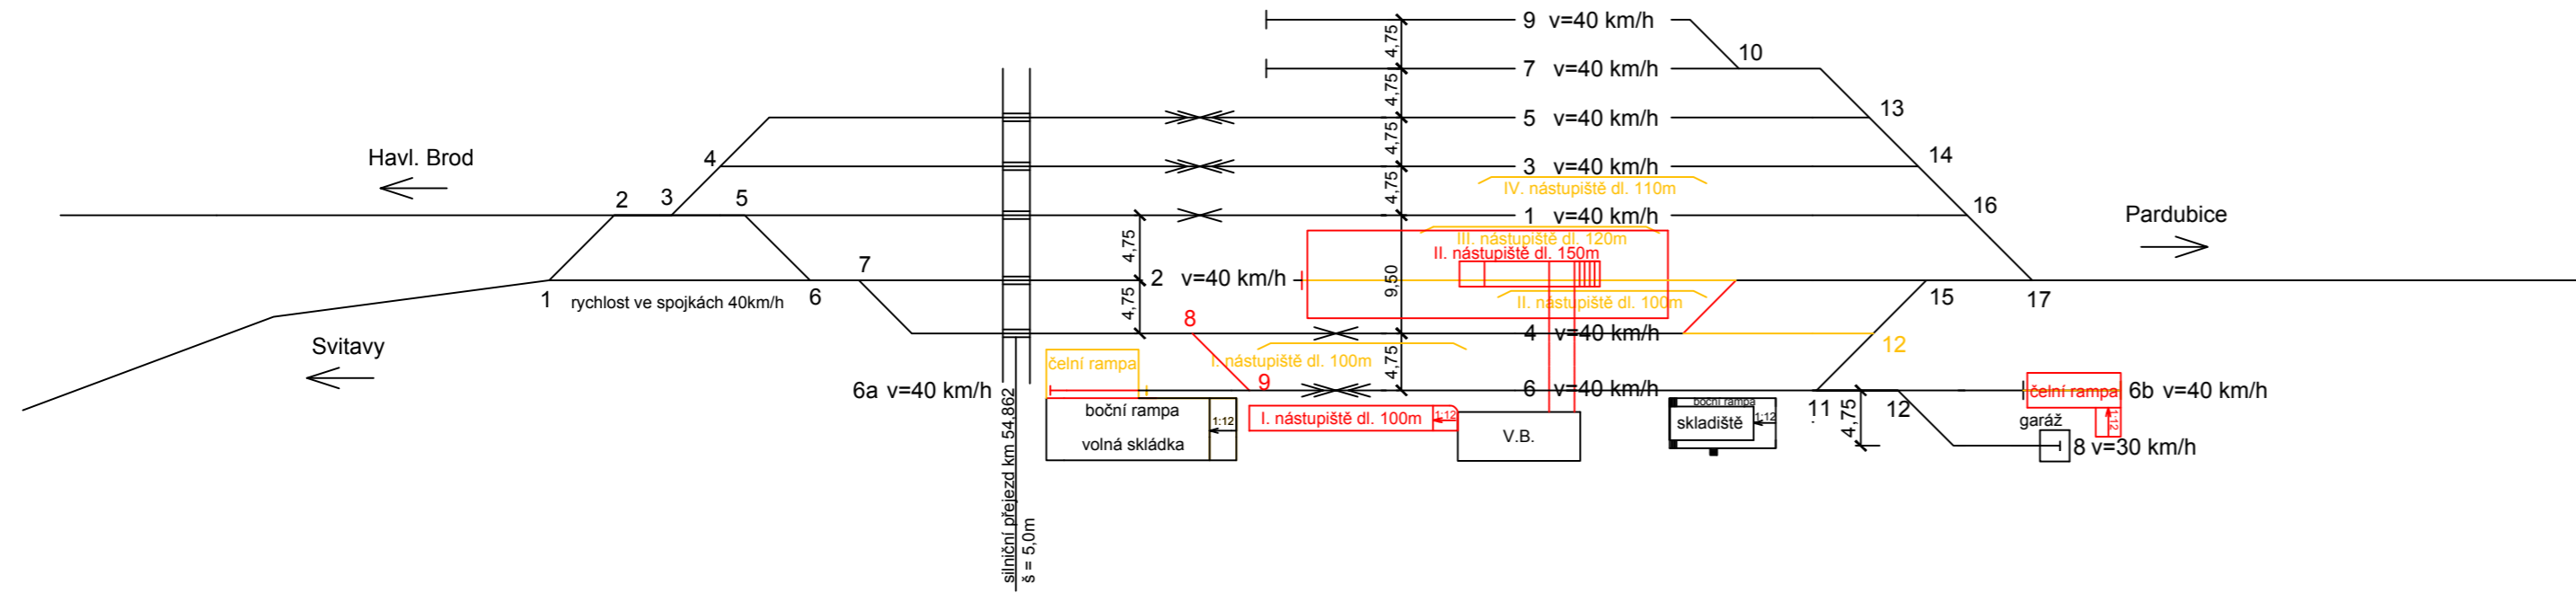 9 v=40 km/h
10
7 v=40 km/h
13
5 v=40 km/h
14
3 v=40 km/h
IV. nástupiště dl. 110m
16
1 v=40 km/h
Pardubice
Havl. Brod
4
2
3
5
III. nástupiště dl. 120m
II. nástupiště dl. 150m
7
2 v=40 km/h
1
rychlost ve spojkách 40km/h
6
II. nástupiště dl. 100m
15
17
8
4 v=40 km/h
12
Svitavy
čelní rampa
I. nástupiště dl. 100m
6a v=40 km/h
9
6 v=40 km/h
čelní rampa
6b v=40 km/h
boční rampa
1:12
volná skládka
I. nástupiště dl. 100m
1:12
V.B.
boční rampa
skladiště
1:12
11
12
garáž
1:12
8 v=30 km/h
4,75
4,75
4,75
4,75
4,75
4,75
9,50
4,75
4,75
silniční přejezd km 54,862
š = 5,0m